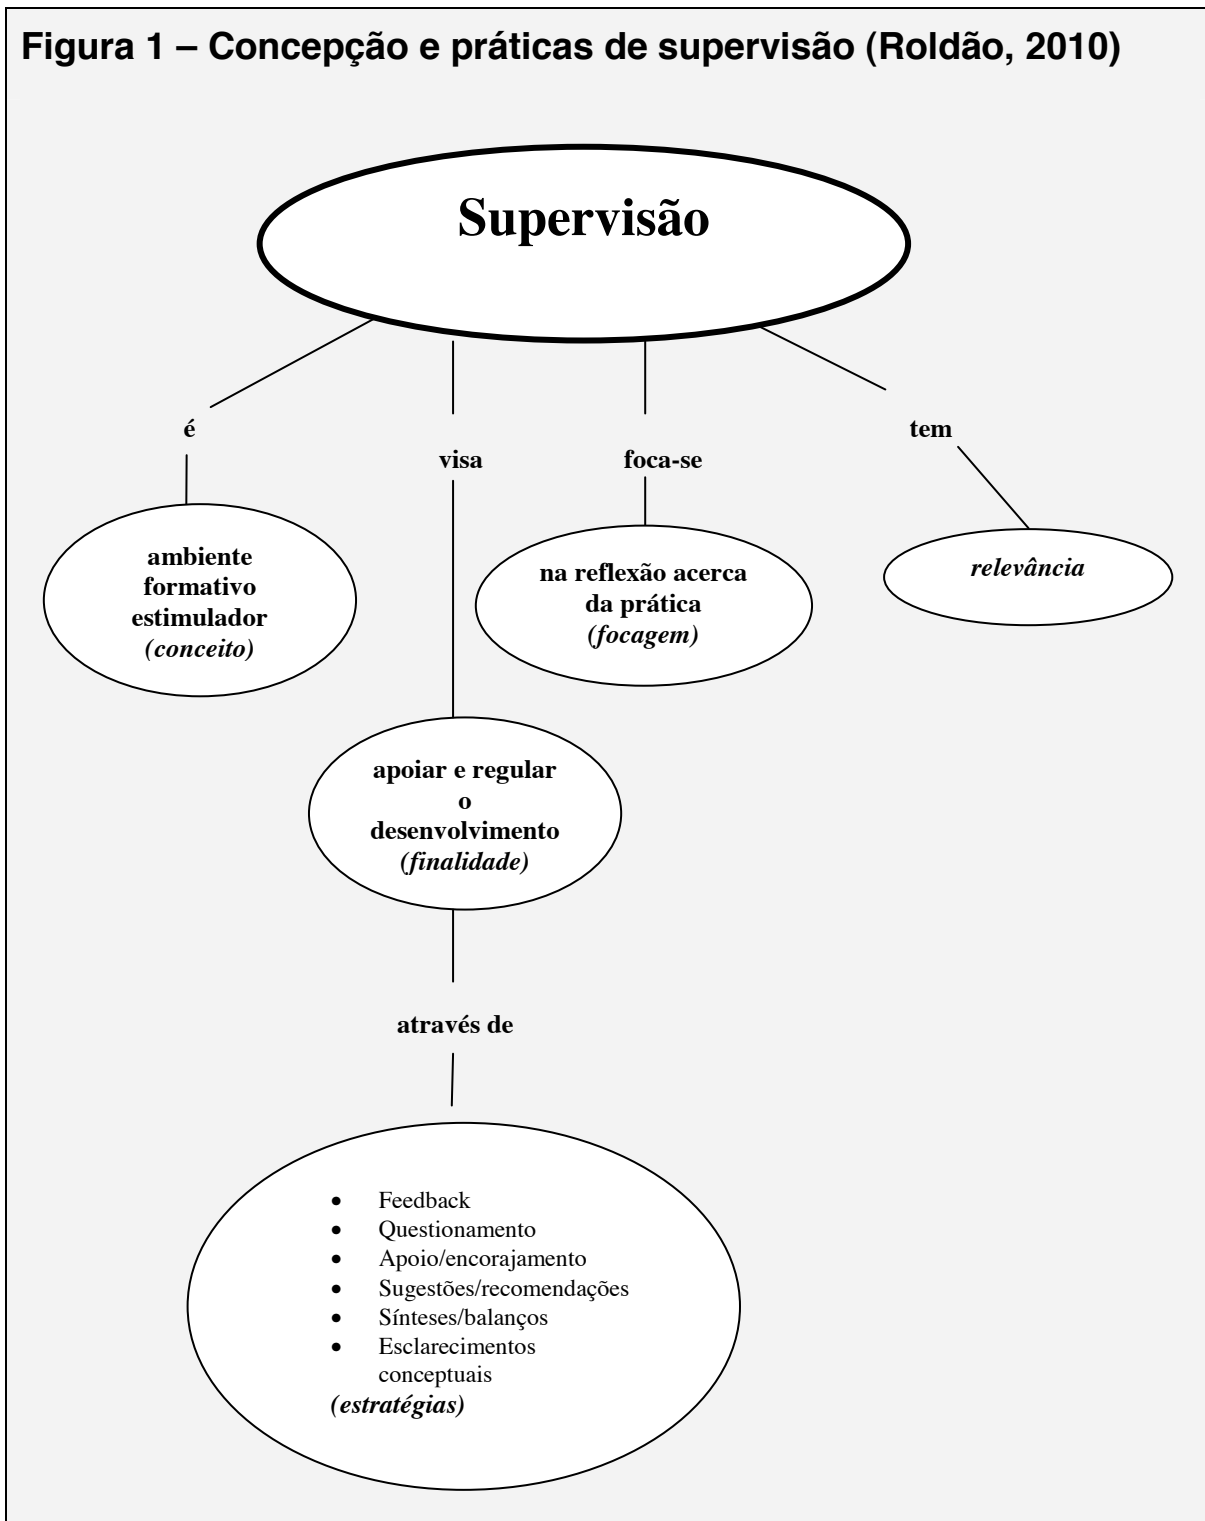 Figura 1 – Concepção e práticas de supervisão (Roldão, 2010)
Supervisão
é
tem
visa
foca-se
ambiente
formativo
estimulador
(conceito)
na reflexão acerca
da prática
(focagem)
relevância
apoiar e regular
o
desenvolvimento
(finalidade)
através de
• Feedback
• Questionamento
• Apoio/encorajamento
• Sugestões/recomendações
• Sínteses/balanços
• Esclarecimentos
conceptuais
(estratégias)